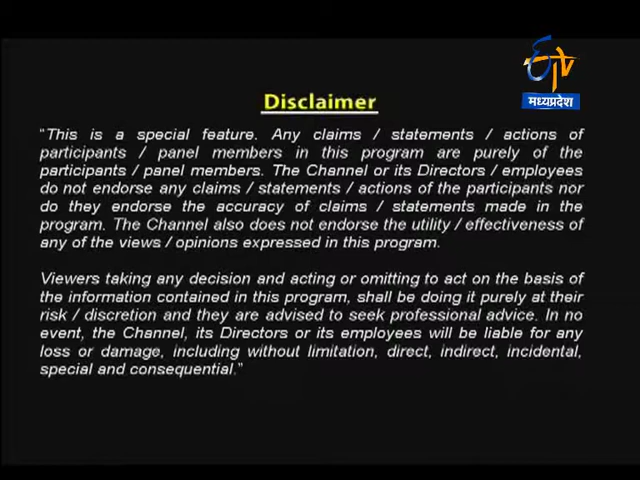 ETV
मध्यप्रदेश
Disclaimer
"This is a special feature. Any claims / statements / actions of
participants / panel members in this program are purely of the
participants / panel members. The Channel or its Directors / employees
do not endorse any claims / statements / actions of the participants nor
do they endorse the accuracy of claims / statements made in the
program. The Channel also does not endorse the utility / effectiveness of
any of the views / opinions expressed in this program.
Viewers taking any decision and acting or omitting to act on the basis of
the information contained in this program, shall be doing it purely at their
risk / discretion and they are advised to seek professional advice. In no
event, the Channel, its Directors or its employees will be liable for any
loss or damage, including without limitation, direct, indirect, incidental,
special and consequential."